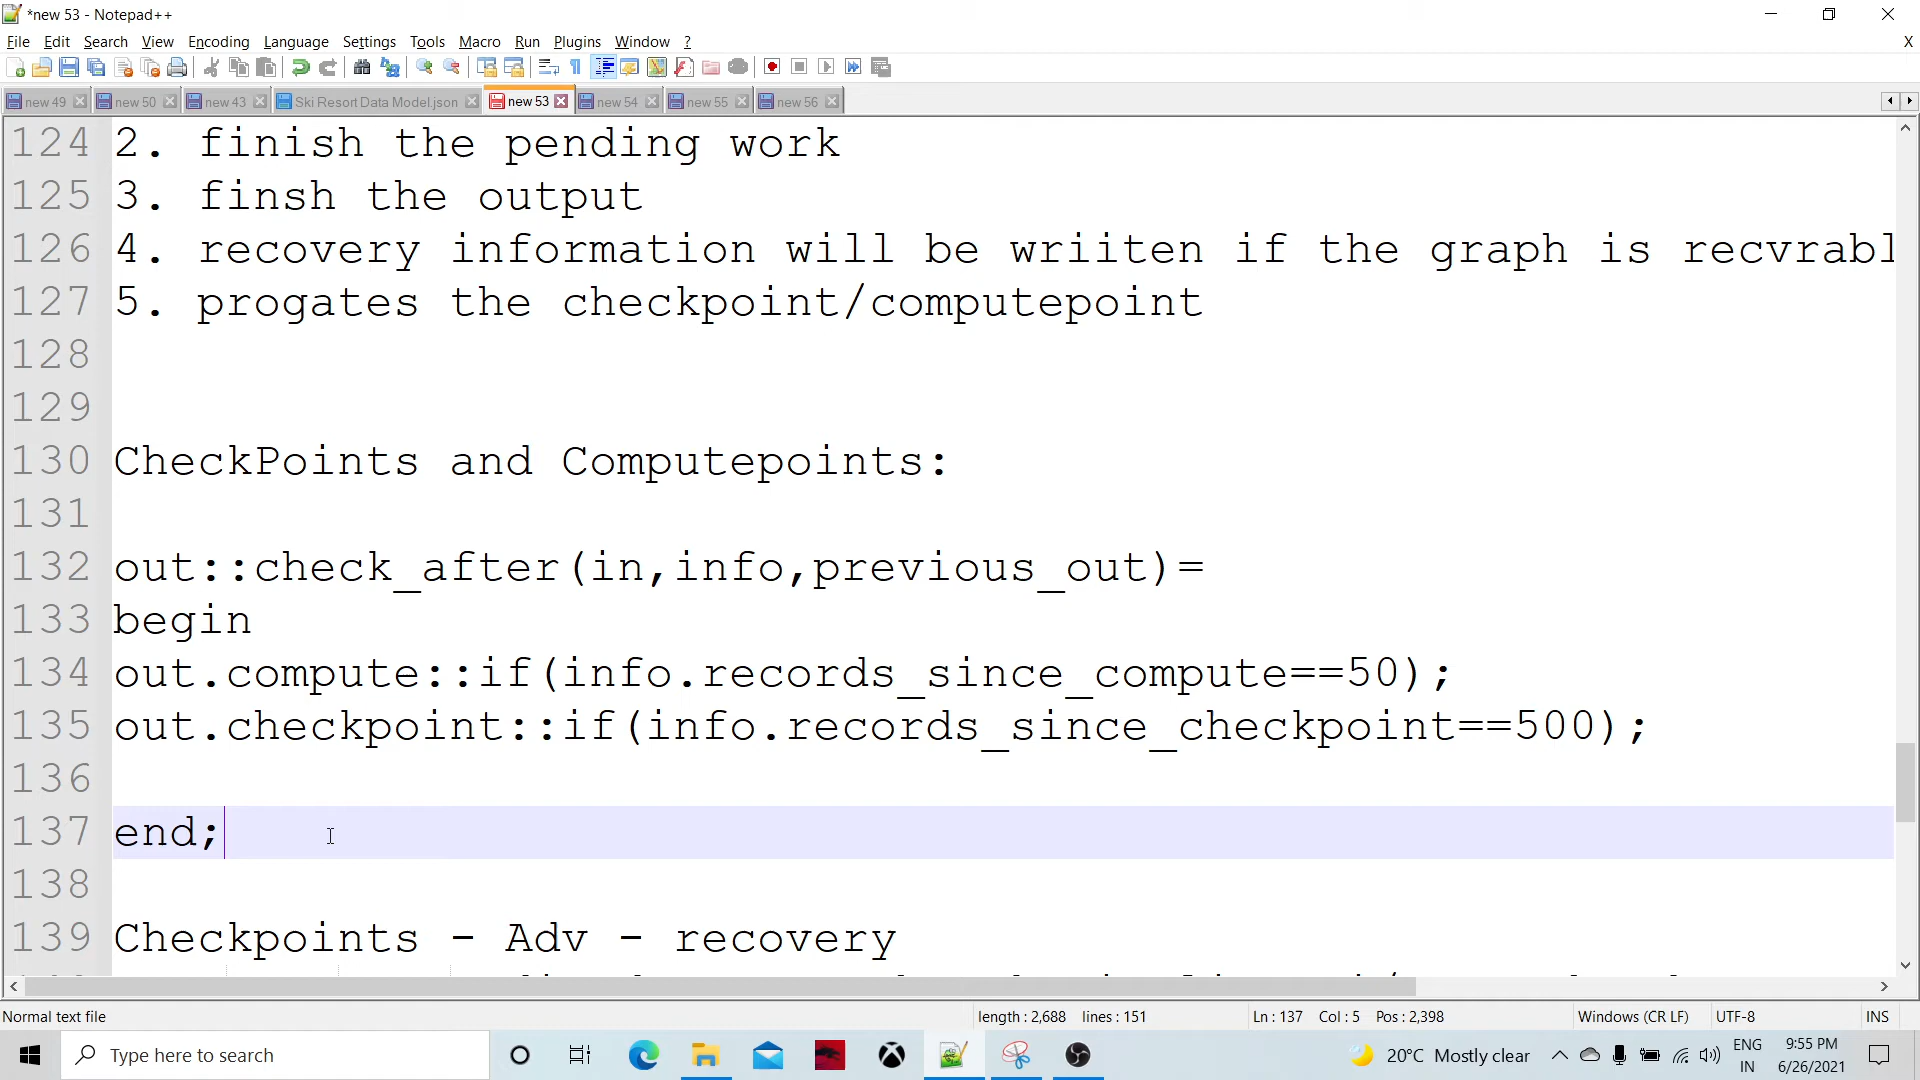 *new 53 - Notepad++
File Edit Search View Encoding Language Settings Tools Macro Run Plugins Window ?
X
new 49 new 50 new 43 Ski Resort Data Model.json new 53 new 54 new 55 new 56
124 2. finish the pending work
125 3. finsh the output
126 4. recovery information will be wriiten if the graph is recvrabl
127 5. progates the checkpoint/computepoint
128
129
130 CheckPoints and Computepoints:
131
132 out::check_after(in,info,previous_out)=
133 begin
134 out.compute::if(info.records_since_compute==50);
135 out.checkpoint::if(info.records_since_checkpoint==500);
136
137 end;
138
139 Checkpoints - Adv - recovery
Normal text file length : 2,688 lines : 151 Ln : 137 Col : 5 Pos : 2,398 Windows (CR LF) UTF-8 INS
Type here to search 20°C Mostly clear ENG IN 9:55 PM 6/26/2021